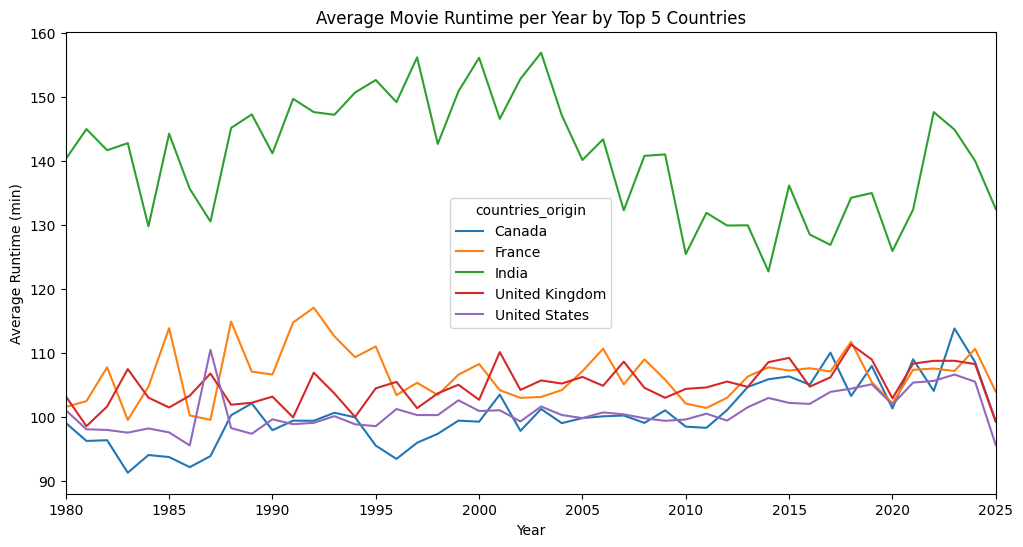 Average Movie Runtime per Year by Top 5 Countries
Average Runtime (min)
160
150
140
130
120
110
100
90
countries_origin
Canada
France
India
United Kingdom
United States
1980 1985 1990 1995 2000 2005 2010 2015 2020 2025
Year